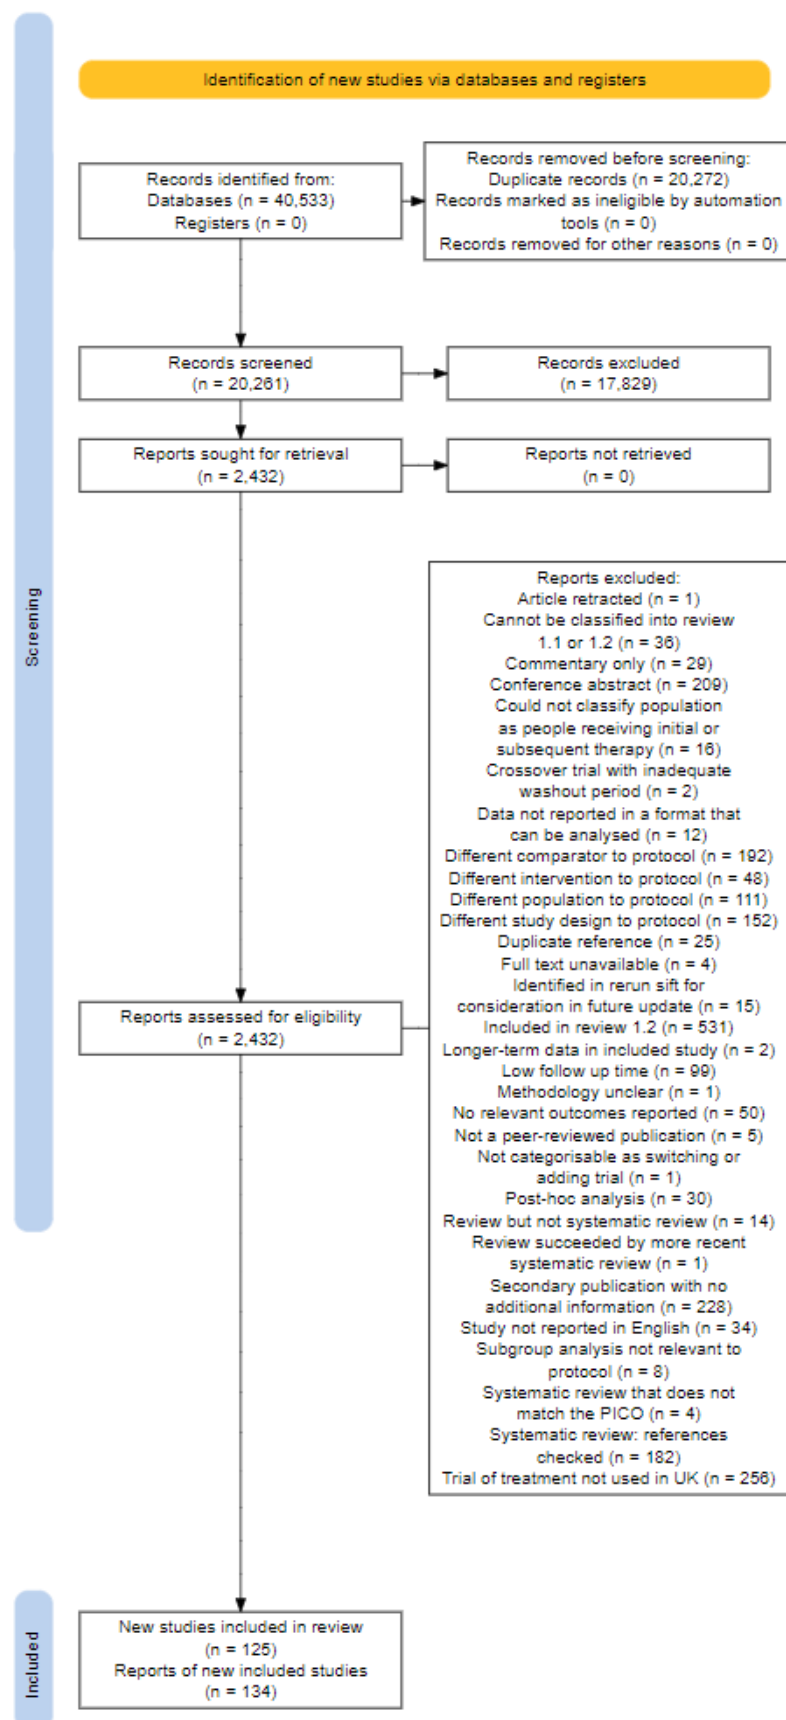 Identification of new studies via databases and registers
Records identified from:
Databases (n = 40,533)
Registers (n = 0)
Records removed before screening:
Duplicate records (n = 20,272)
Records marked as ineligible by automation
tools (n = 0)
Records removed for other reasons (n = 0)
Records screened
(n = 20,261)
Records excluded
(n = 17,829)
Reports sought for retrieval
(n = 2,432)
Reports not retrieved
(n = 0)
Screening
Reports assessed for eligibility
(n = 2,432)
Reports excluded:
Article retracted (n = 1)
Cannot be classified into review
1.1 or 1.2 (n = 36)
Commentary only (n = 29)
Conference abstract (n = 209)
Could not classify population
as people receiving initial or
subsequent therapy (n = 16)
Crossover trial with inadequate
washout period (n = 2)
Data not reported in a format that
can be analysed (n = 12)
Different comparator to protocol (n = 192)
Different intervention to protocol (n = 48)
Different population to protocol (n = 111)
Different study design to protocol (n = 152)
Duplicate reference (n = 25)
Full text unavailable (n = 4)
Identified in rerun sift for
consideration in future update (n = 15)
Included in review 1.2 (n = 531)
Longer-term data in included study (n = 2)
Low follow up time (n = 99)
Methodology unclear (n = 1)
No relevant outcomes reported (n = 50)
Not a peer-reviewed publication (n = 5)
Not categorisable as switching or
adding trial (n = 1)
Post-hoc analysis (n = 30)
Review but not systematic review (n = 14)
Review succeeded by more recent
systematic review (n = 1)
Secondary publication with no
additional information (n = 228)
Study not reported in English (n = 34)
Subgroup analysis not relevant to
protocol (n = 8)
Systematic review that does not
match the PICO (n = 4)
Systematic review: references
checked (n = 182)
Trial of treatment not used in UK (n = 256)
Included
New studies included in review
(n = 125)
Reports of new included studies
(n = 134)